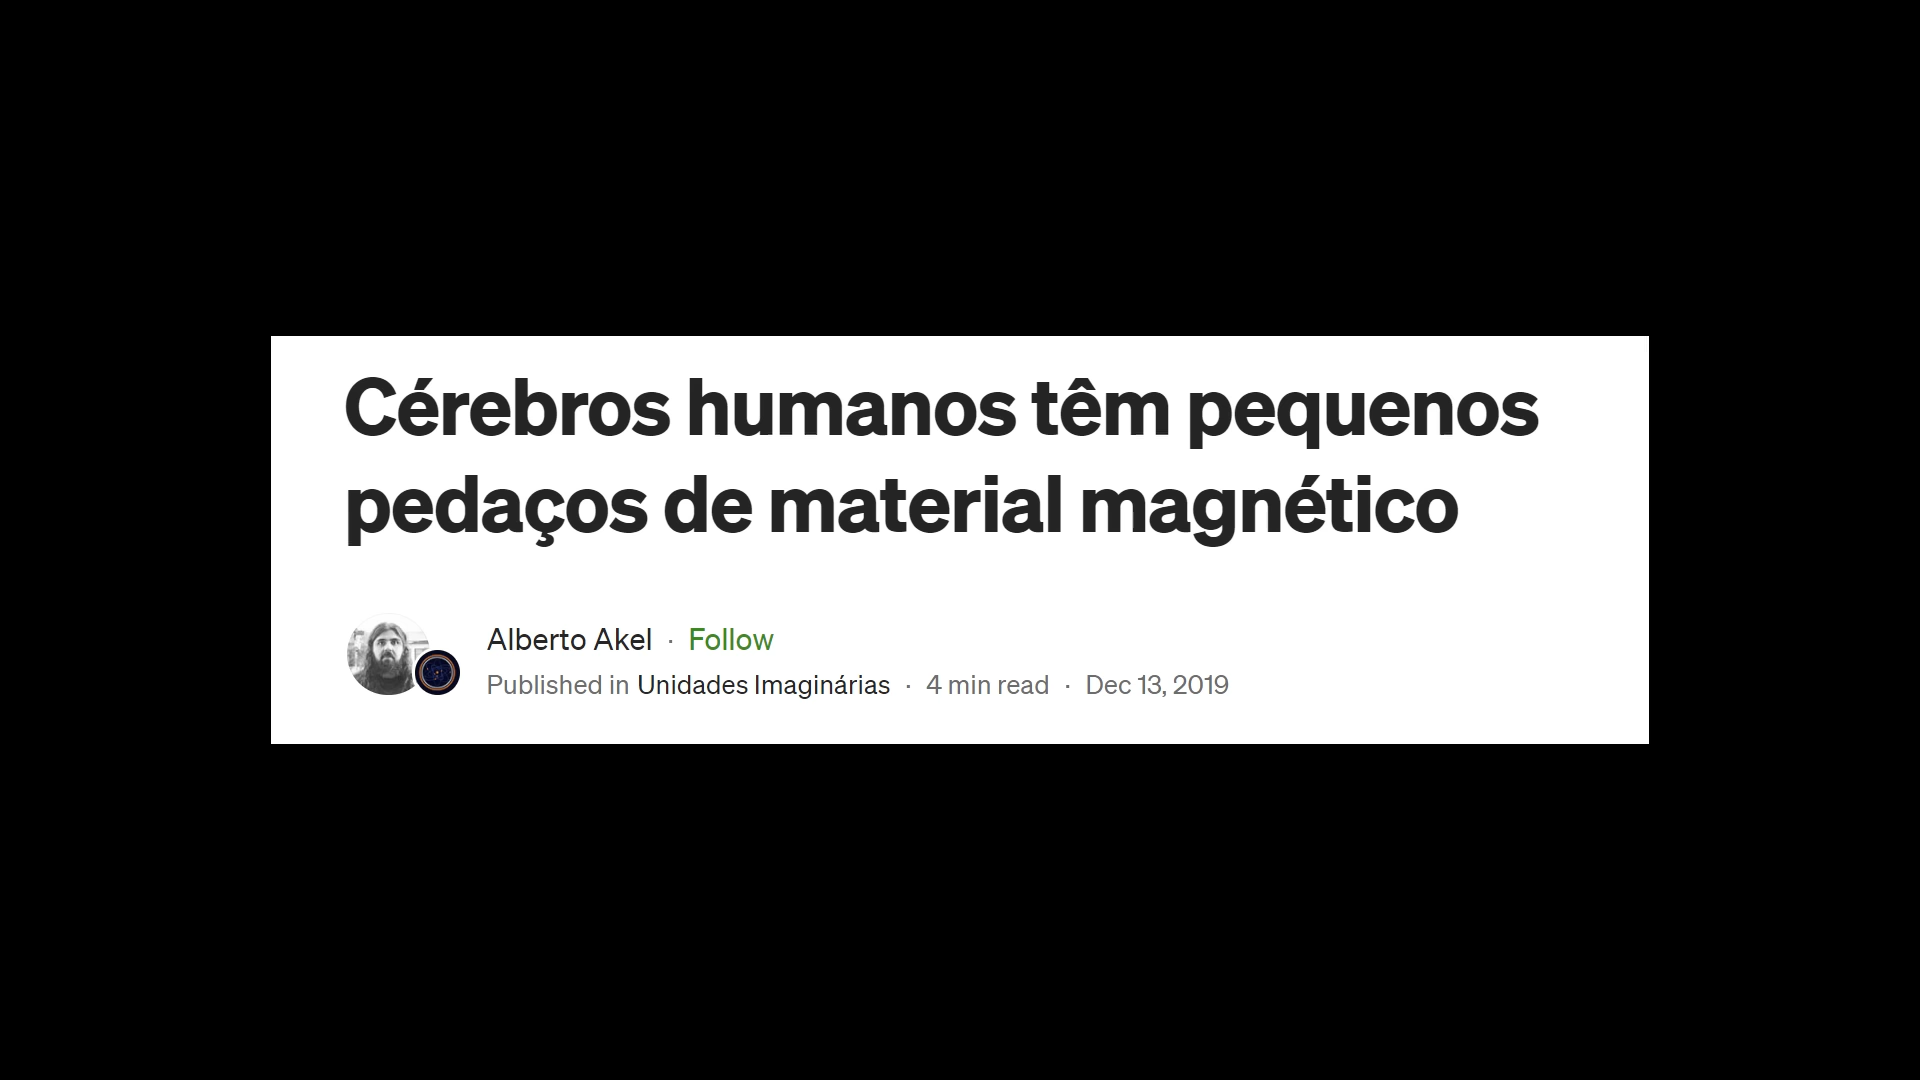 Cérebros humanos têm pequenos
pedaços de material magnético
Alberto Akel · Follow
Published in Unidades Imaginárias · 4 min read · Dec 13, 2019